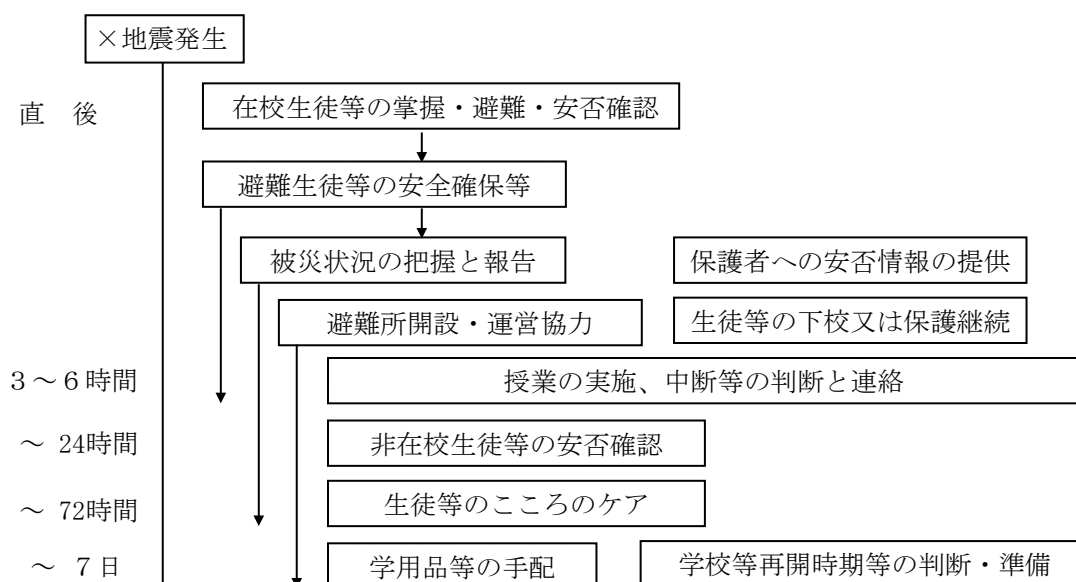 ×地震発生
直　後
在校生徒等の掌握・避難・安否確認
避難生徒等の安全確保等
被災状況の把握と報告
保護者への安否情報の提供
避難所開設・運営協力
生徒等の下校又は保護継続
３～６時間
授業の実施、中断等の判断と連絡
～ 24時間
非在校生徒等の安否確認
～ 72時間
生徒等のこころのケア
～ ７日
学用品等の手配
学校等再開時期等の判断・準備